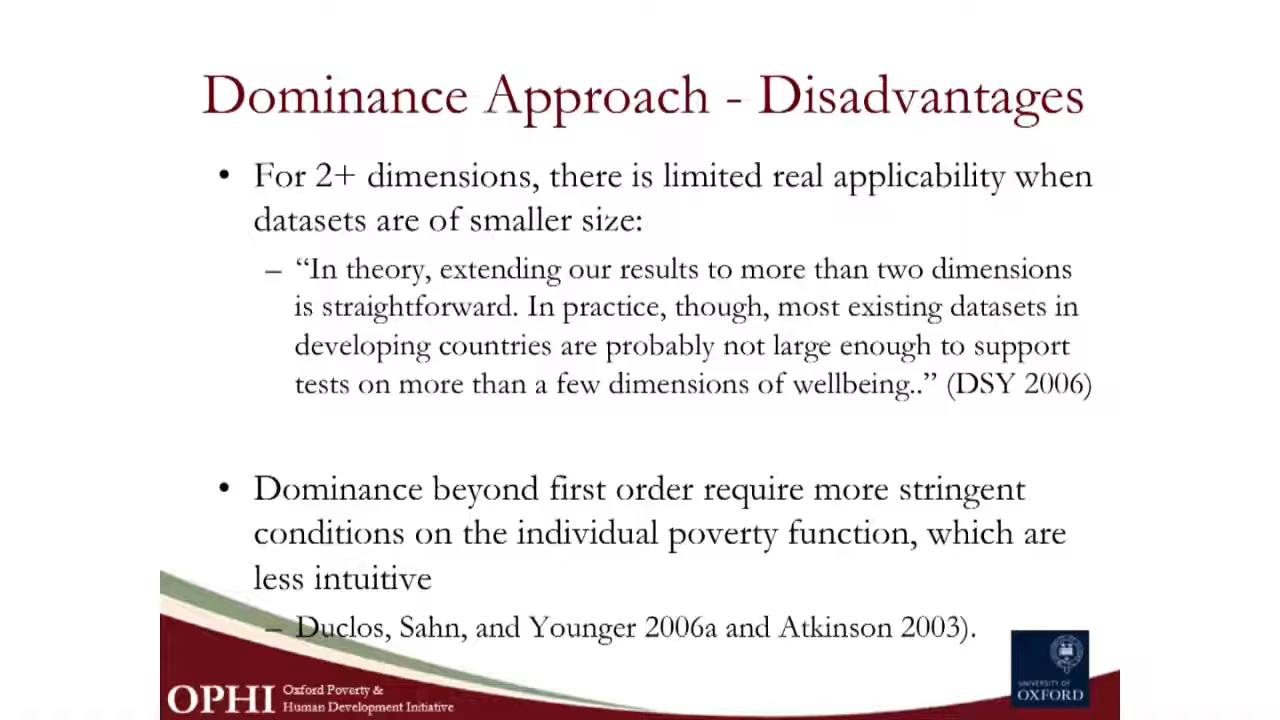 Dominance Approach - Disadvantages
• For 2+ dimensions, there is limited real applicability when
datasets are of smaller size:
– “In theory, extending our results to more than two dimensions
is straightforward. In practice, though, most existing datasets in
developing countries are probably not large enough to support
tests on more than a few dimensions of wellbeing..” (DSY 2006)
• Dominance beyond first order require more stringent
conditions on the individual poverty function, which are
less intuitive
– Duclos, Sahn, and Younger 2006a and Atkinson 2003).
OPHI
Oxford Poverty &
Human Development Initiative
UNIVERSITY OF
OXFORD